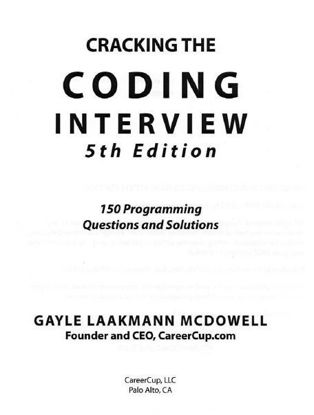 CRACKING THE
CODING
INTERVIEW
5th Edition
150 Programming
Questions and Solutions
GAYLE LAAKMANN MCDOWELL
Founder and CEO, CareerCup.com
CareerCup, LLC
Palo Alto, CA